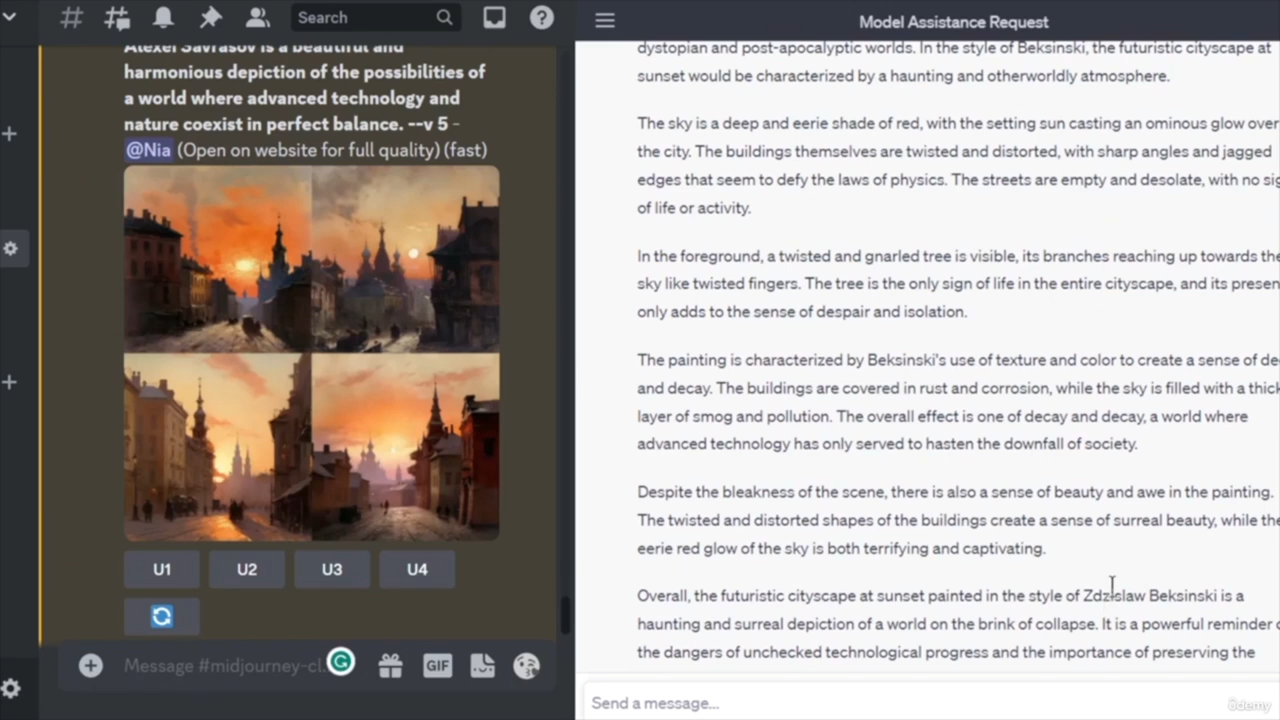 Search
Alexei Savrasov is a beautiful and
harmonious depiction of the possibilities of
a world where advanced technology and
nature coexist in perfect balance. --v 5 -
@Nia (Open on website for full quality) (fast)
U1
U2
U3
U4
Message #midjourney-cl
GIF
Model Assistance Request
dystopian and post-apocalyptic worlds. In the style of Beksinski, the futuristic cityscape at
sunset would be characterized by a haunting and otherworldly atmosphere.
The sky is a deep and eerie shade of red, with the setting sun casting an ominous glow over
the city. The buildings themselves are twisted and distorted, with sharp angles and jagged
edges that seem to defy the laws of physics. The streets are empty and desolate, with no
of life or activity.
In the foreground, a twisted and gnarled tree is visible, its branches reaching up towards the
sky like twisted fingers. The tree is the only sign of life in the entire cityscape, and its
only adds to the sense of despair and isolation.
The painting is characterized by Beksinski's use of texture and color to create a sense of
and decay. The buildings are covered in rust and corrosion, while the sky is filled with a
layer of smog and pollution. The overall effect is one of decay and decay, a world where
advanced technology has only served to hasten the downfall of society.
Despite the bleakness of the scene, there is also a sense of beauty and awe in the painting.
The twisted and distorted shapes of the buildings create a sense of surreal beauty, while the
eerie red glow of the sky is both terrifying and captivating.
Overall, the futuristic cityscape at sunset painted in the style of Zdzislaw Beksinski is a
haunting and surreal depiction of a world on the brink of collapse. It is a powerful reminder
the dangers of unchecked technological progress and the importance of preserving the
Send a message...
ûdemy